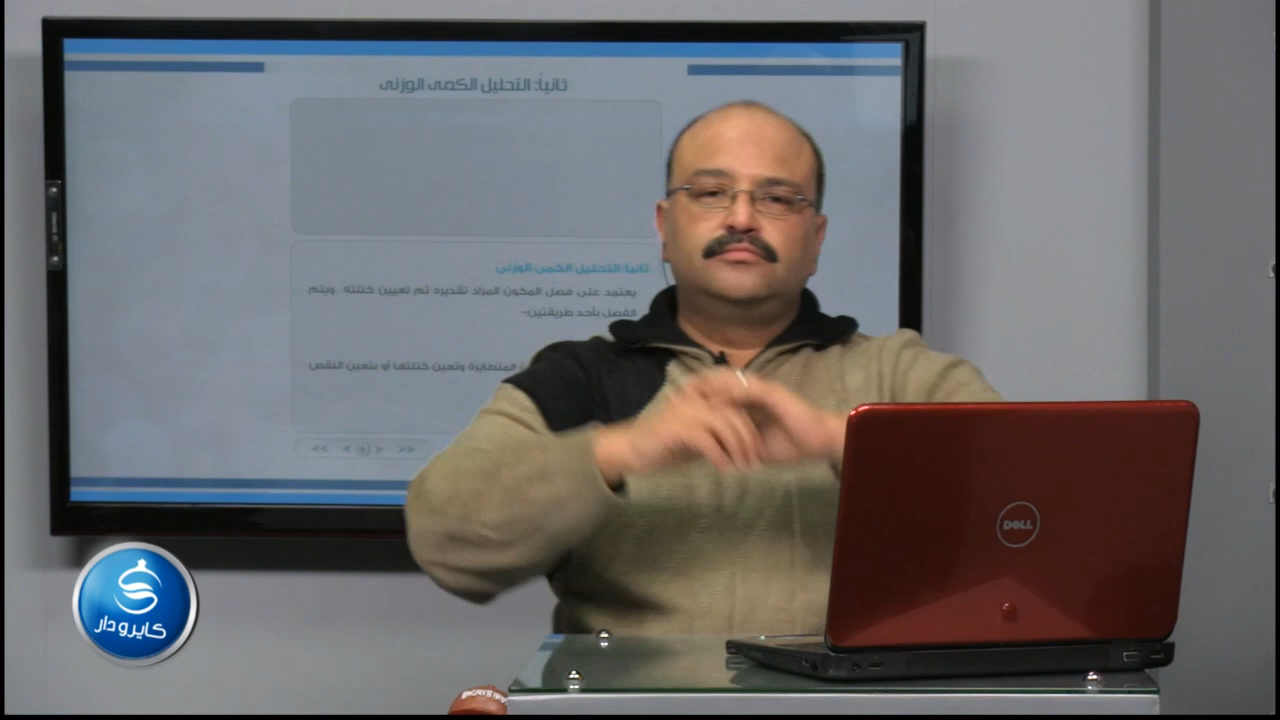 ثانياً: التحليل الكمى الوزنى
ثانياً: التحليل الكمى الوزنى
يعتمد على فصل المكون المراد تقديره ثم تعيين كتلته ويتم
الفصل بأحد طريقتين:-
المتطايرة وتعين كتلتها أو بتعين النقص
DELL
كايرو دار